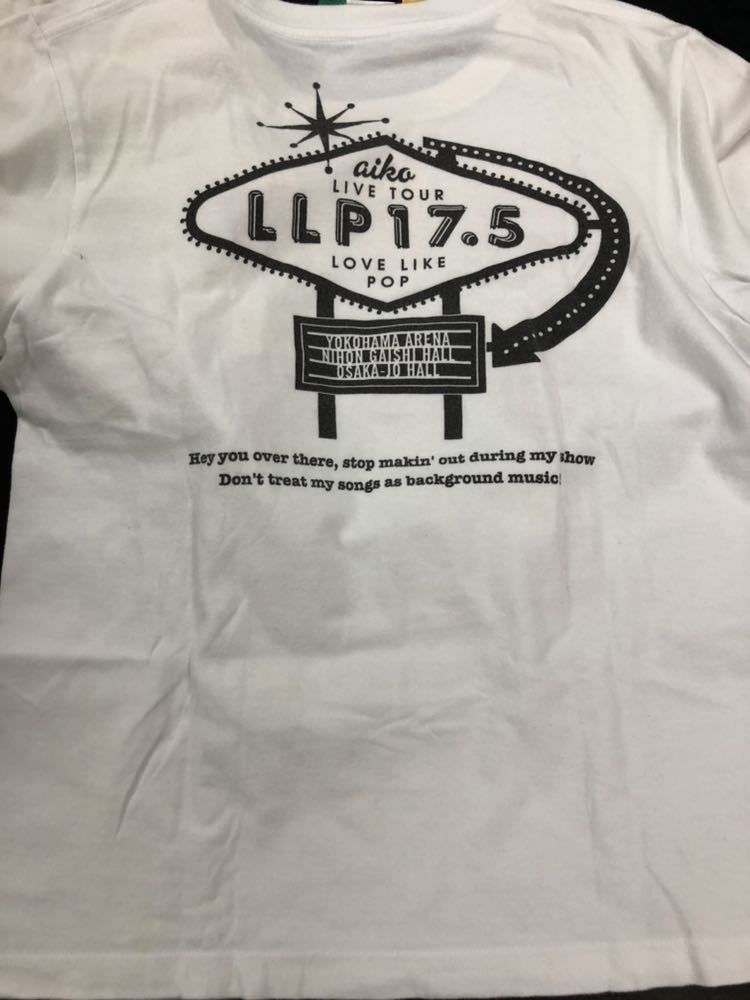 aiko
LIVE TOUR
LLP17.5
LOVE LIKE
POP
YOKOHAMA ARENA
NIHON GAISHI HALL
OSAKA-JO HALL
Hey you over there, stop makin' out during my show
Don't treat my songs as background music